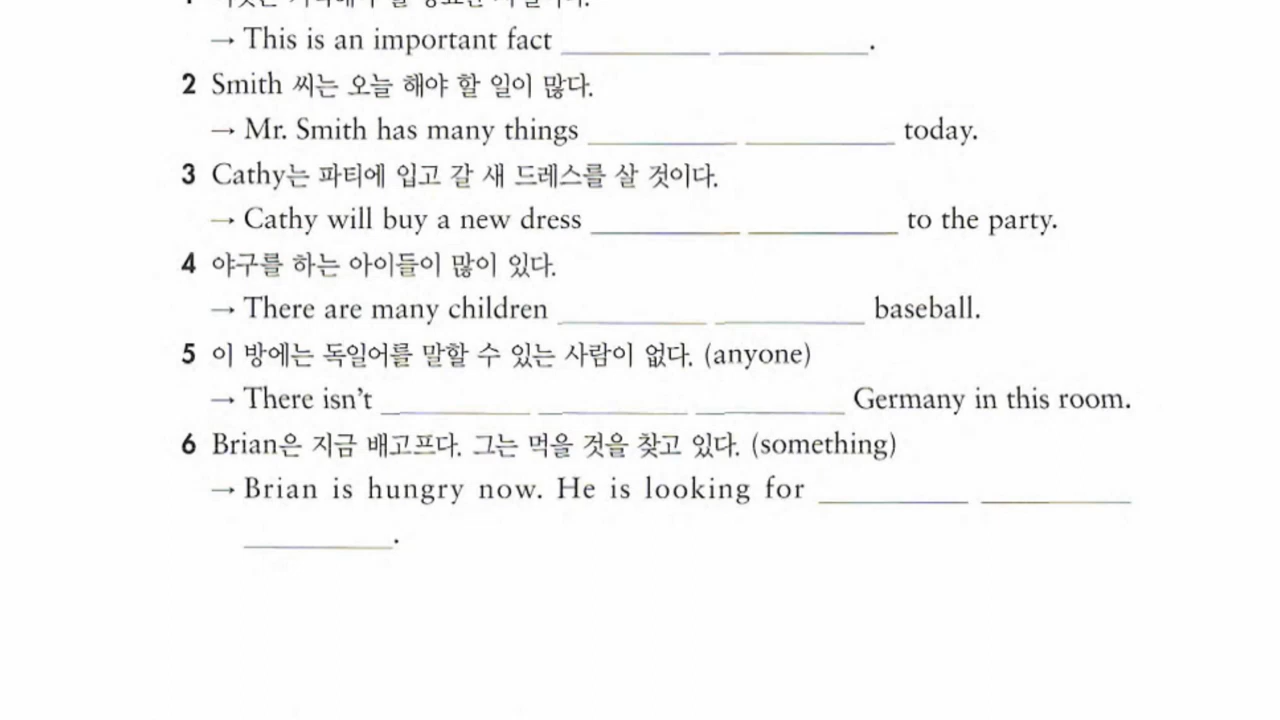 → This is an important fact ________ ________.
2 Smith 씨는 오늘 해야 할 일이 많다.
→ Mr. Smith has many things ________ ________ today.
3 Cathy는 파티에 입고 갈 새 드레스를 살 것이다.
→ Cathy will buy a new dress ________ ________ to the party.
4 야구를 하는 아이들이 많이 있다.
→ There are many children ________ ________ baseball.
5 이 방에는 독일어를 말할 수 있는 사람이 없다. (anyone)
→ There isn't ________ ________ ________ Germany in this room.
6 Brian은 지금 배고프다. 그는 먹을 것을 찾고 있다. (something)
→ Brian is hungry now. He is looking for ________ ________
________.